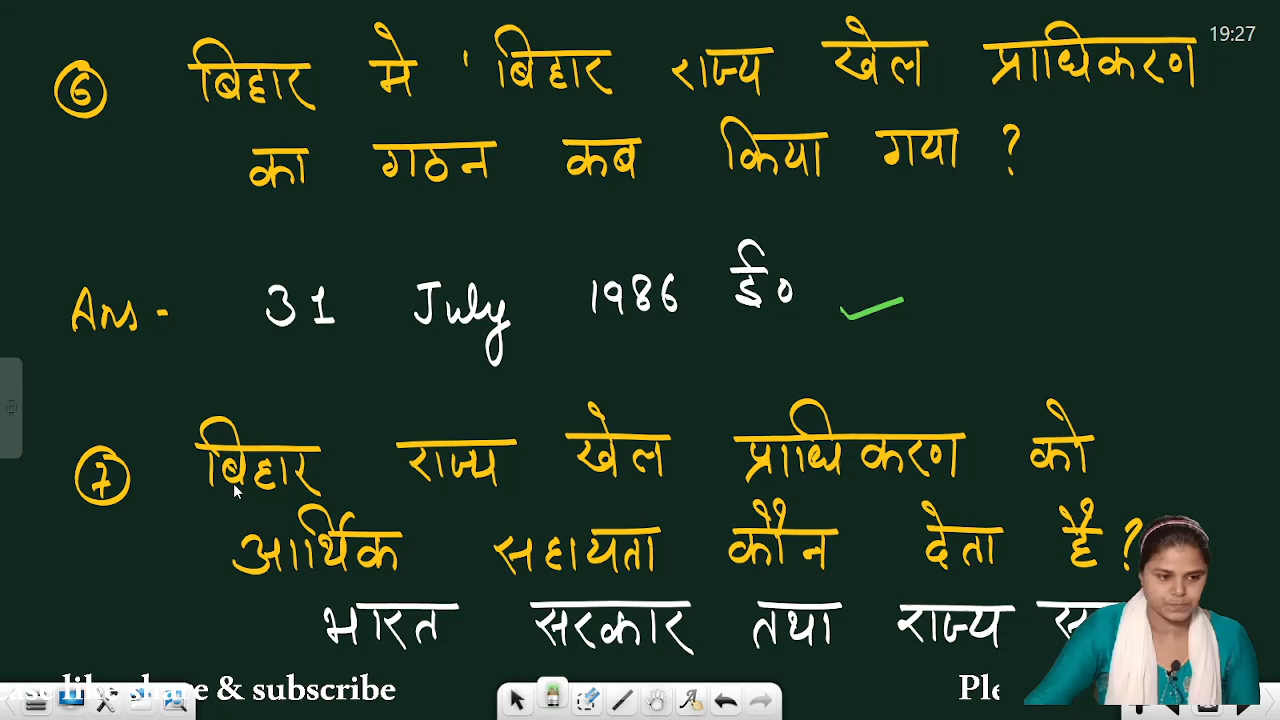 19:27
6 बिहार मे ' बिहार राज्य खेल प्राधिकरण
का गठन कब किया गया ?
Ans - 31 July 1986 ई०
7 बिहार राज्य खेल प्राधिकरण को
आर्थिक सहायता कौन देता है ?
भारत सरकार तथा राज्य
like share & subscribe